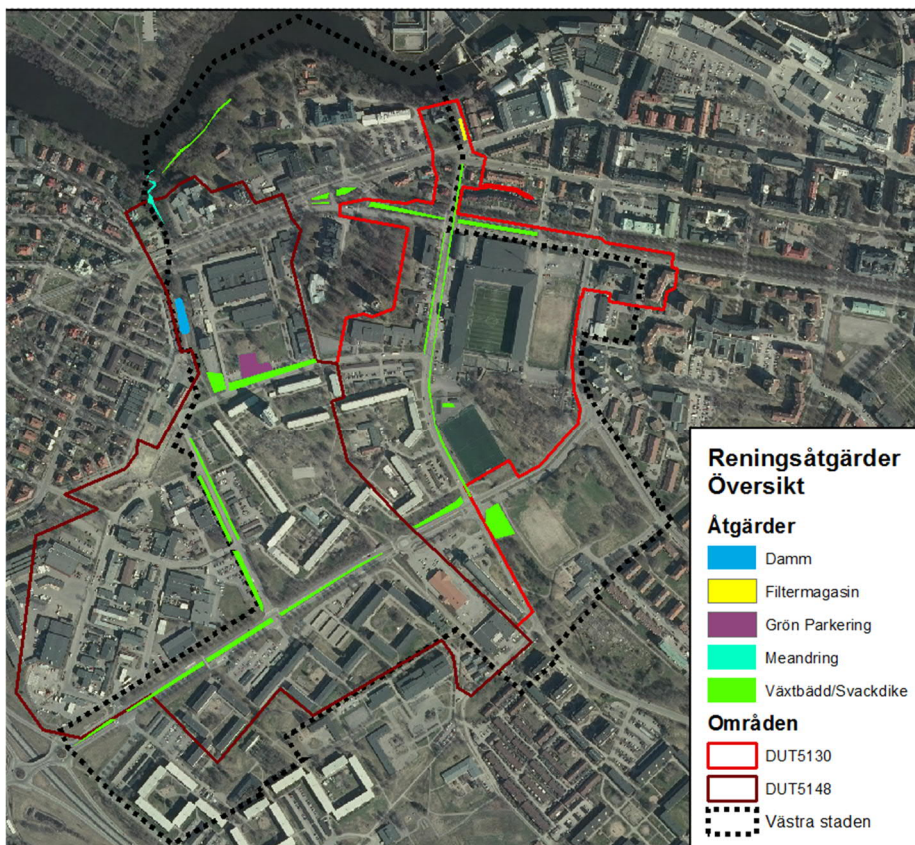 Reningsåtgärder
Översikt
Åtgärder
Damm
Filtermagasin
Grön Parkering
Meandring
Växtbädd/Svackdike
Områden
DUT5130
DUT5148
Västra staden